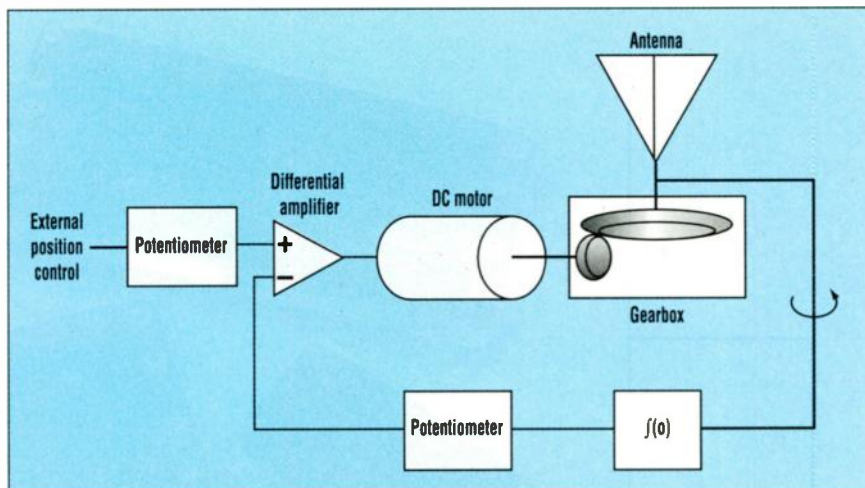 Antenna
Differential
amplifier
DC motor
External
position
control
Potentiometer
+
−
Gearbox
Potentiometer
∫(o)